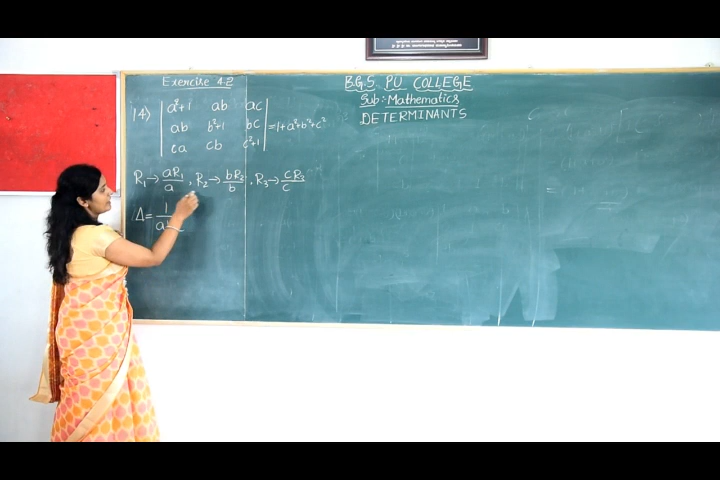 Exercise 4.2
B.G.S PU COLLEGE
Sub: Mathematics
DETERMINANTS
14) | a²+1 ab ac |
| ab b²+1 bc | = 1+a²+b²+c²
| ca cb c²+1 |
R₁→ aR₁/a , R₂→ bR₂/b , R₃→ cR₃/c
Δ= 1/